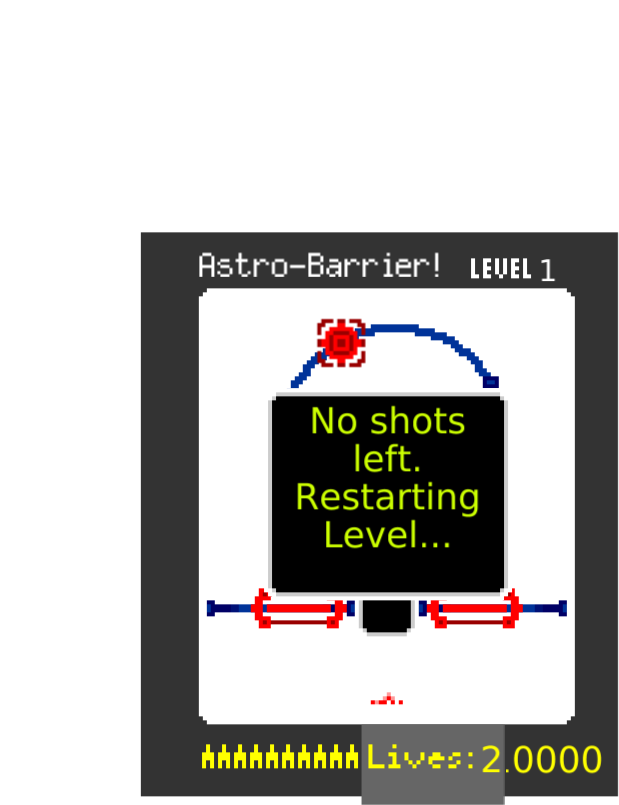 Astro-Barrier! LEVEL 1
No shots
left.
Restarting
Level...
Lives:2.0000